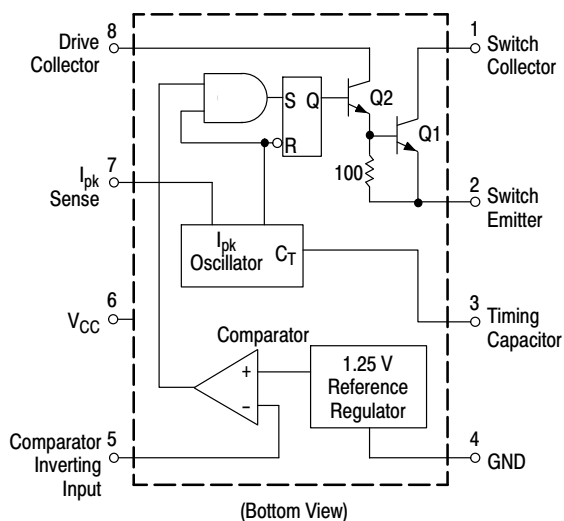 8
Drive
Collector
1
Switch
Collector
S Q
R
Q2
Q1
100
7
Ipk
Sense
2
Switch
Emitter
Ipk
Oscillator
CT
6
VCC
3
Timing
Capacitor
Comparator
+
−
1.25 V
Reference
Regulator
5
Comparator
Inverting
Input
4
GND
(Bottom View)